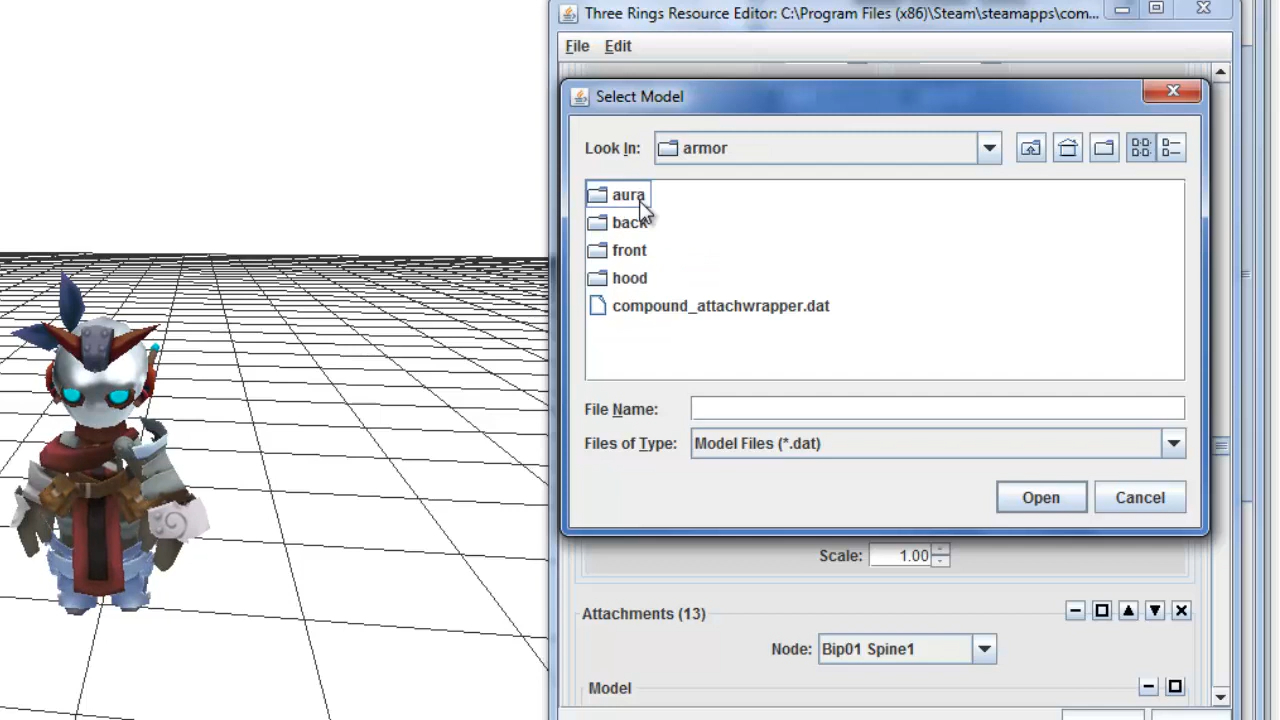 Three Rings Resource Editor: C:\Program Files (x86)\Steam\steamapps\com...
File Edit
Select Model
Look In: armor
aura
back
front
hood
compound_attachwrapper.dat
File Name:
Files of Type: Model Files (*.dat)
Open Cancel
Scale: 1.00
Attachments (13)
Node: Bip01 Spine1
Model